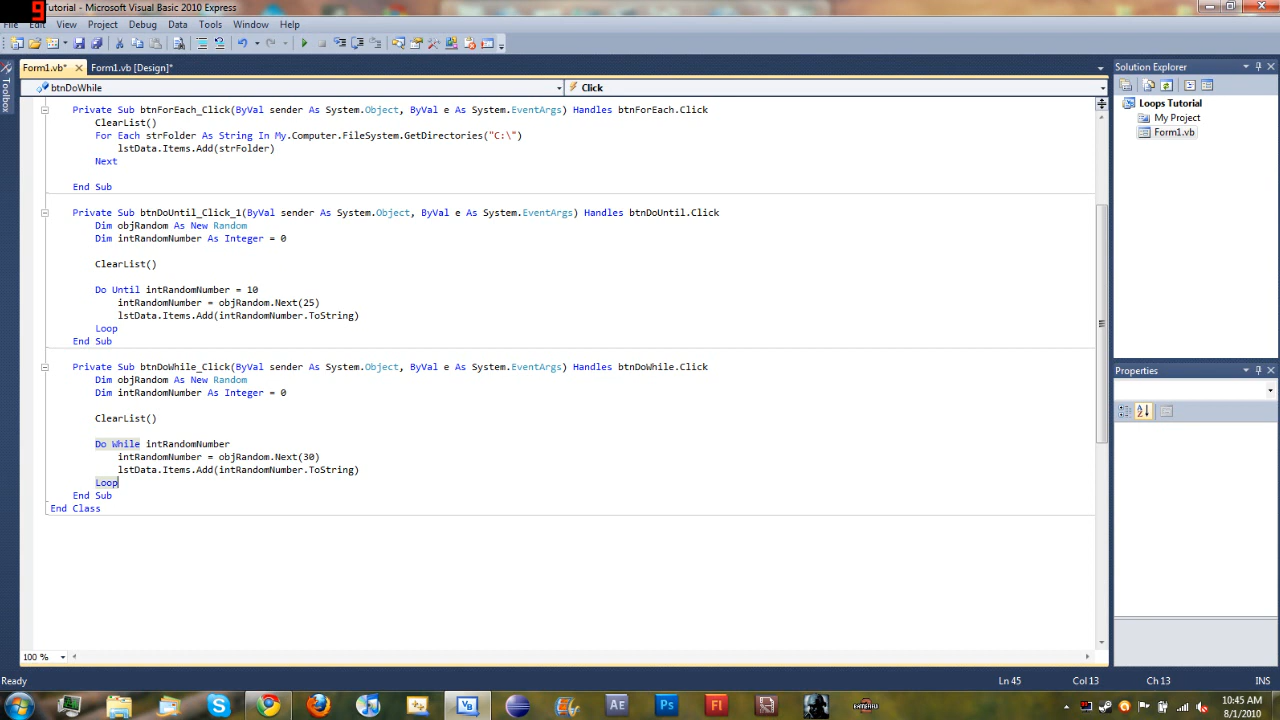 9
Tutorial - Microsoft Visual Basic 2010 Express
File Edit View Project Debug Data Tools Window Help
Form1.vb* Form1.vb [Design]*
Toolbox
btnDoWhile Click
Private Sub btnForEach_Click(ByVal sender As System.Object, ByVal e As System.EventArgs) Handles btnForEach.Click
ClearList()
For Each strFolder As String In My.Computer.FileSystem.GetDirectories("C:\")
lstData.Items.Add(strFolder)
Next
End Sub
Private Sub btnDoUntil_Click_1(ByVal sender As System.Object, ByVal e As System.EventArgs) Handles btnDoUntil.Click
Dim objRandom As New Random
Dim intRandomNumber As Integer = 0
ClearList()
Do Until intRandomNumber = 10
intRandomNumber = objRandom.Next(25)
lstData.Items.Add(intRandomNumber.ToString)
Loop
End Sub
Private Sub btnDoWhile_Click(ByVal sender As System.Object, ByVal e As System.EventArgs) Handles btnDoWhile.Click
Dim objRandom As New Random
Dim intRandomNumber As Integer = 0
ClearList()
Do While intRandomNumber
intRandomNumber = objRandom.Next(30)
lstData.Items.Add(intRandomNumber.ToString)
Loop
End Sub
End Class
100 %
Solution Explorer
Loops Tutorial
My Project
Form1.vb
Properties
Ready Ln 45 Col 13 Ch 13 INS
10:45 AM
8/1/2010